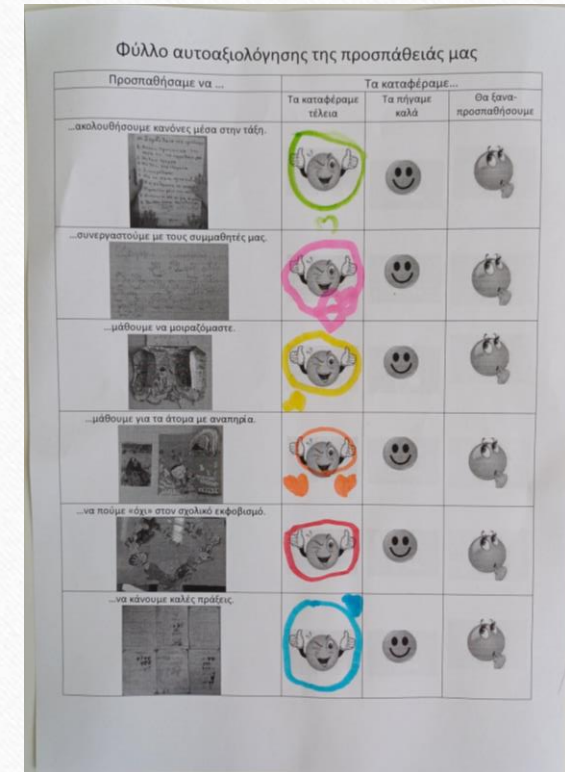 Φύλλο αυτοαξιολόγησης της προσπάθειάς μας
Προσπαθήσαμε να ...
Τα καταφέραμε...
Τα καταφέραμε
τέλεια
Τα πήγαμε
καλά
Θα ξανα-
προσπαθήσουμε
...ακολουθήσουμε κανόνες μέσα στην τάξη.
...συνεργαστούμε με τους συμμαθητές μας.
...μάθουμε να μοιραζόμαστε.
...μάθουμε για τα άτομα με αναπηρία.
...να πούμε «όχι» στον σχολικό εκφοβισμό.
...να κάνουμε καλές πράξεις.